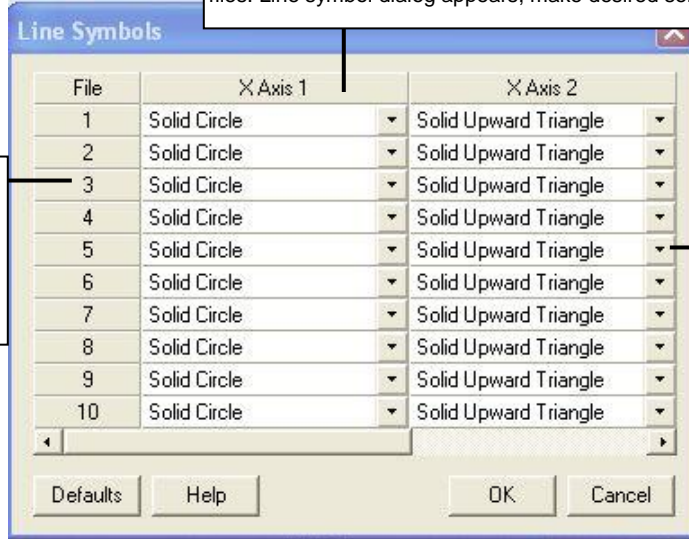 Line symbol dialog appears, make desired
Line Symbols
File X Axis 1 X Axis 2
1 Solid Circle Solid Upward Triangle
2 Solid Circle Solid Upward Triangle
3 Solid Circle Solid Upward Triangle
4 Solid Circle Solid Upward Triangle
5 Solid Circle Solid Upward Triangle
6 Solid Circle Solid Upward Triangle
7 Solid Circle Solid Upward Triangle
8 Solid Circle Solid Upward Triangle
9 Solid Circle Solid Upward Triangle
10 Solid Circle Solid Upward Triangle
Defaults Help OK Cancel